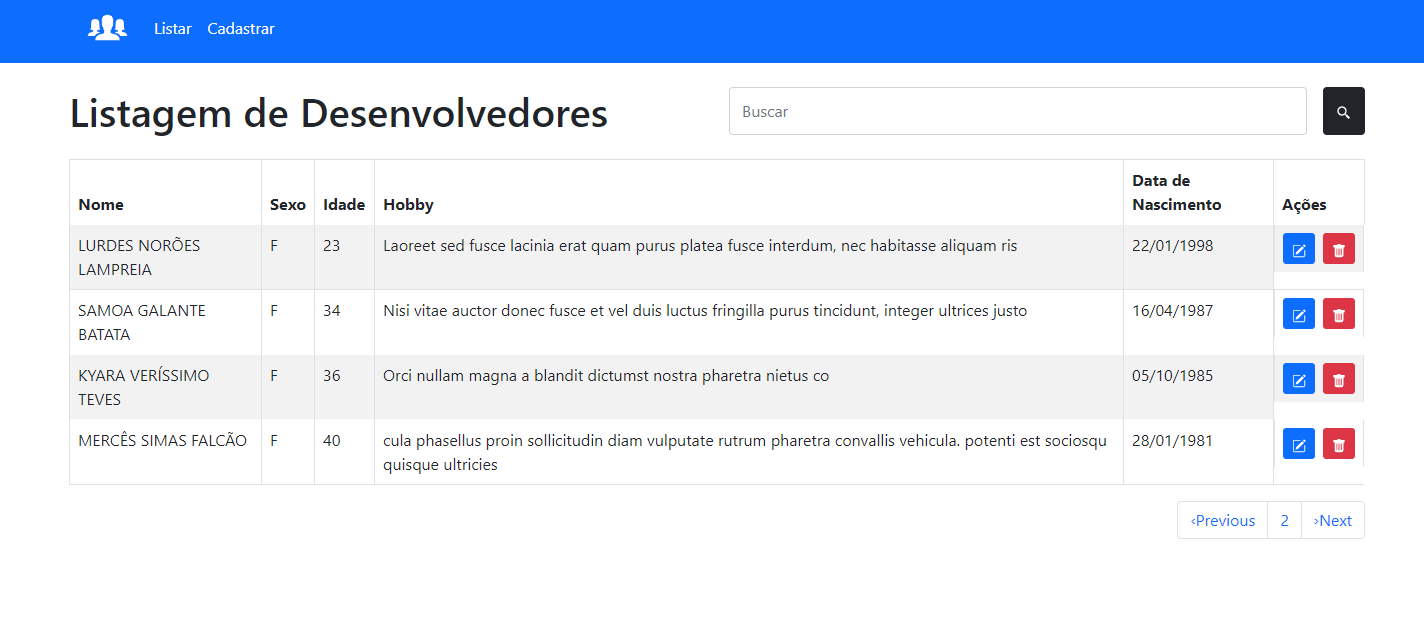 Listar Cadastrar
Listagem de Desenvolvedores
Buscar
Nome Sexo Idade Hobby Data de Nascimento Ações
LURDES NORÕES LAMPREIA F 23 Laoreet sed fusce lacinia erat quam purus platea fusce interdum, nec habitasse aliquam ris 22/01/1998
SAMOA GALANTE BATATA F 34 Nisi vitae auctor donec fusce et vel duis luctus fringilla purus tincidunt, integer ultrices justo 16/04/1987
KYARA VERÍSSIMO TEVES F 36 Orci nullam magna a blandit dictumst nostra pharetra nietus co 05/10/1985
MERCÊS SIMAS FALCÃO F 40 cula phasellus proin sollicitudin diam vulputate rutrum pharetra convallis vehicula. potenti est sociosqu quisque ultricies 28/01/1981
‹Previous 2 ›Next